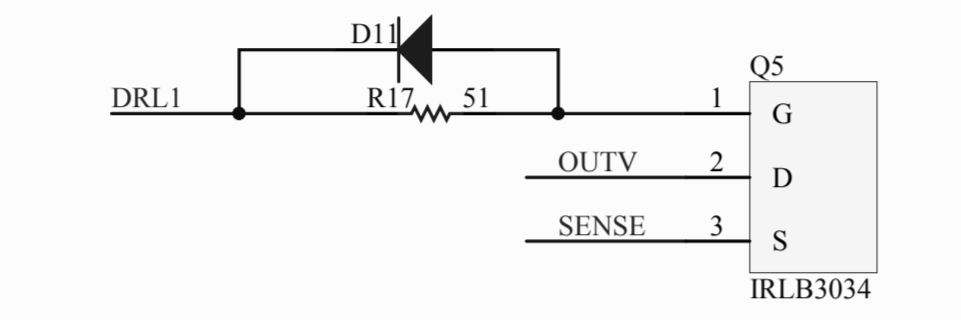 D11
Q5
DRL1 R17 51 1 G
OUTV 2 D
SENSE 3 S
IRLB3034